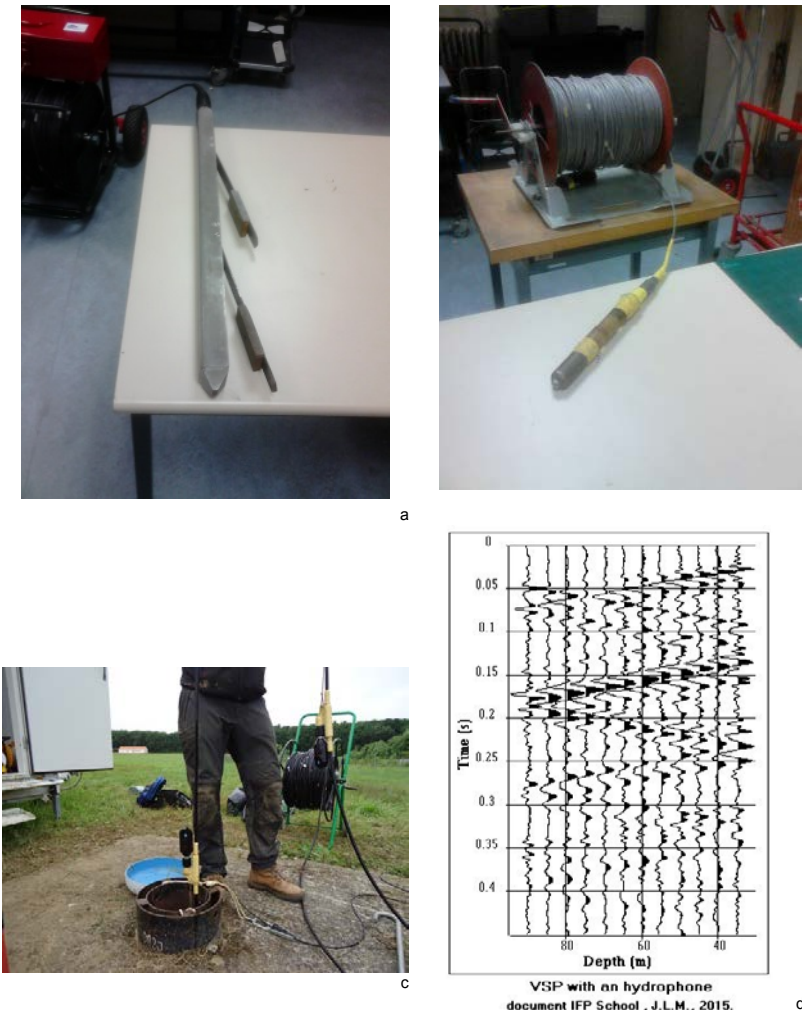 a
0
0.05
0.1
0.15
0.2
0.25
0.3
0.35
0.4
Time (s)
80 60 40
Depth (m)
c
VSP with an hydrophone
document IFP School , J.L.M., 2015.